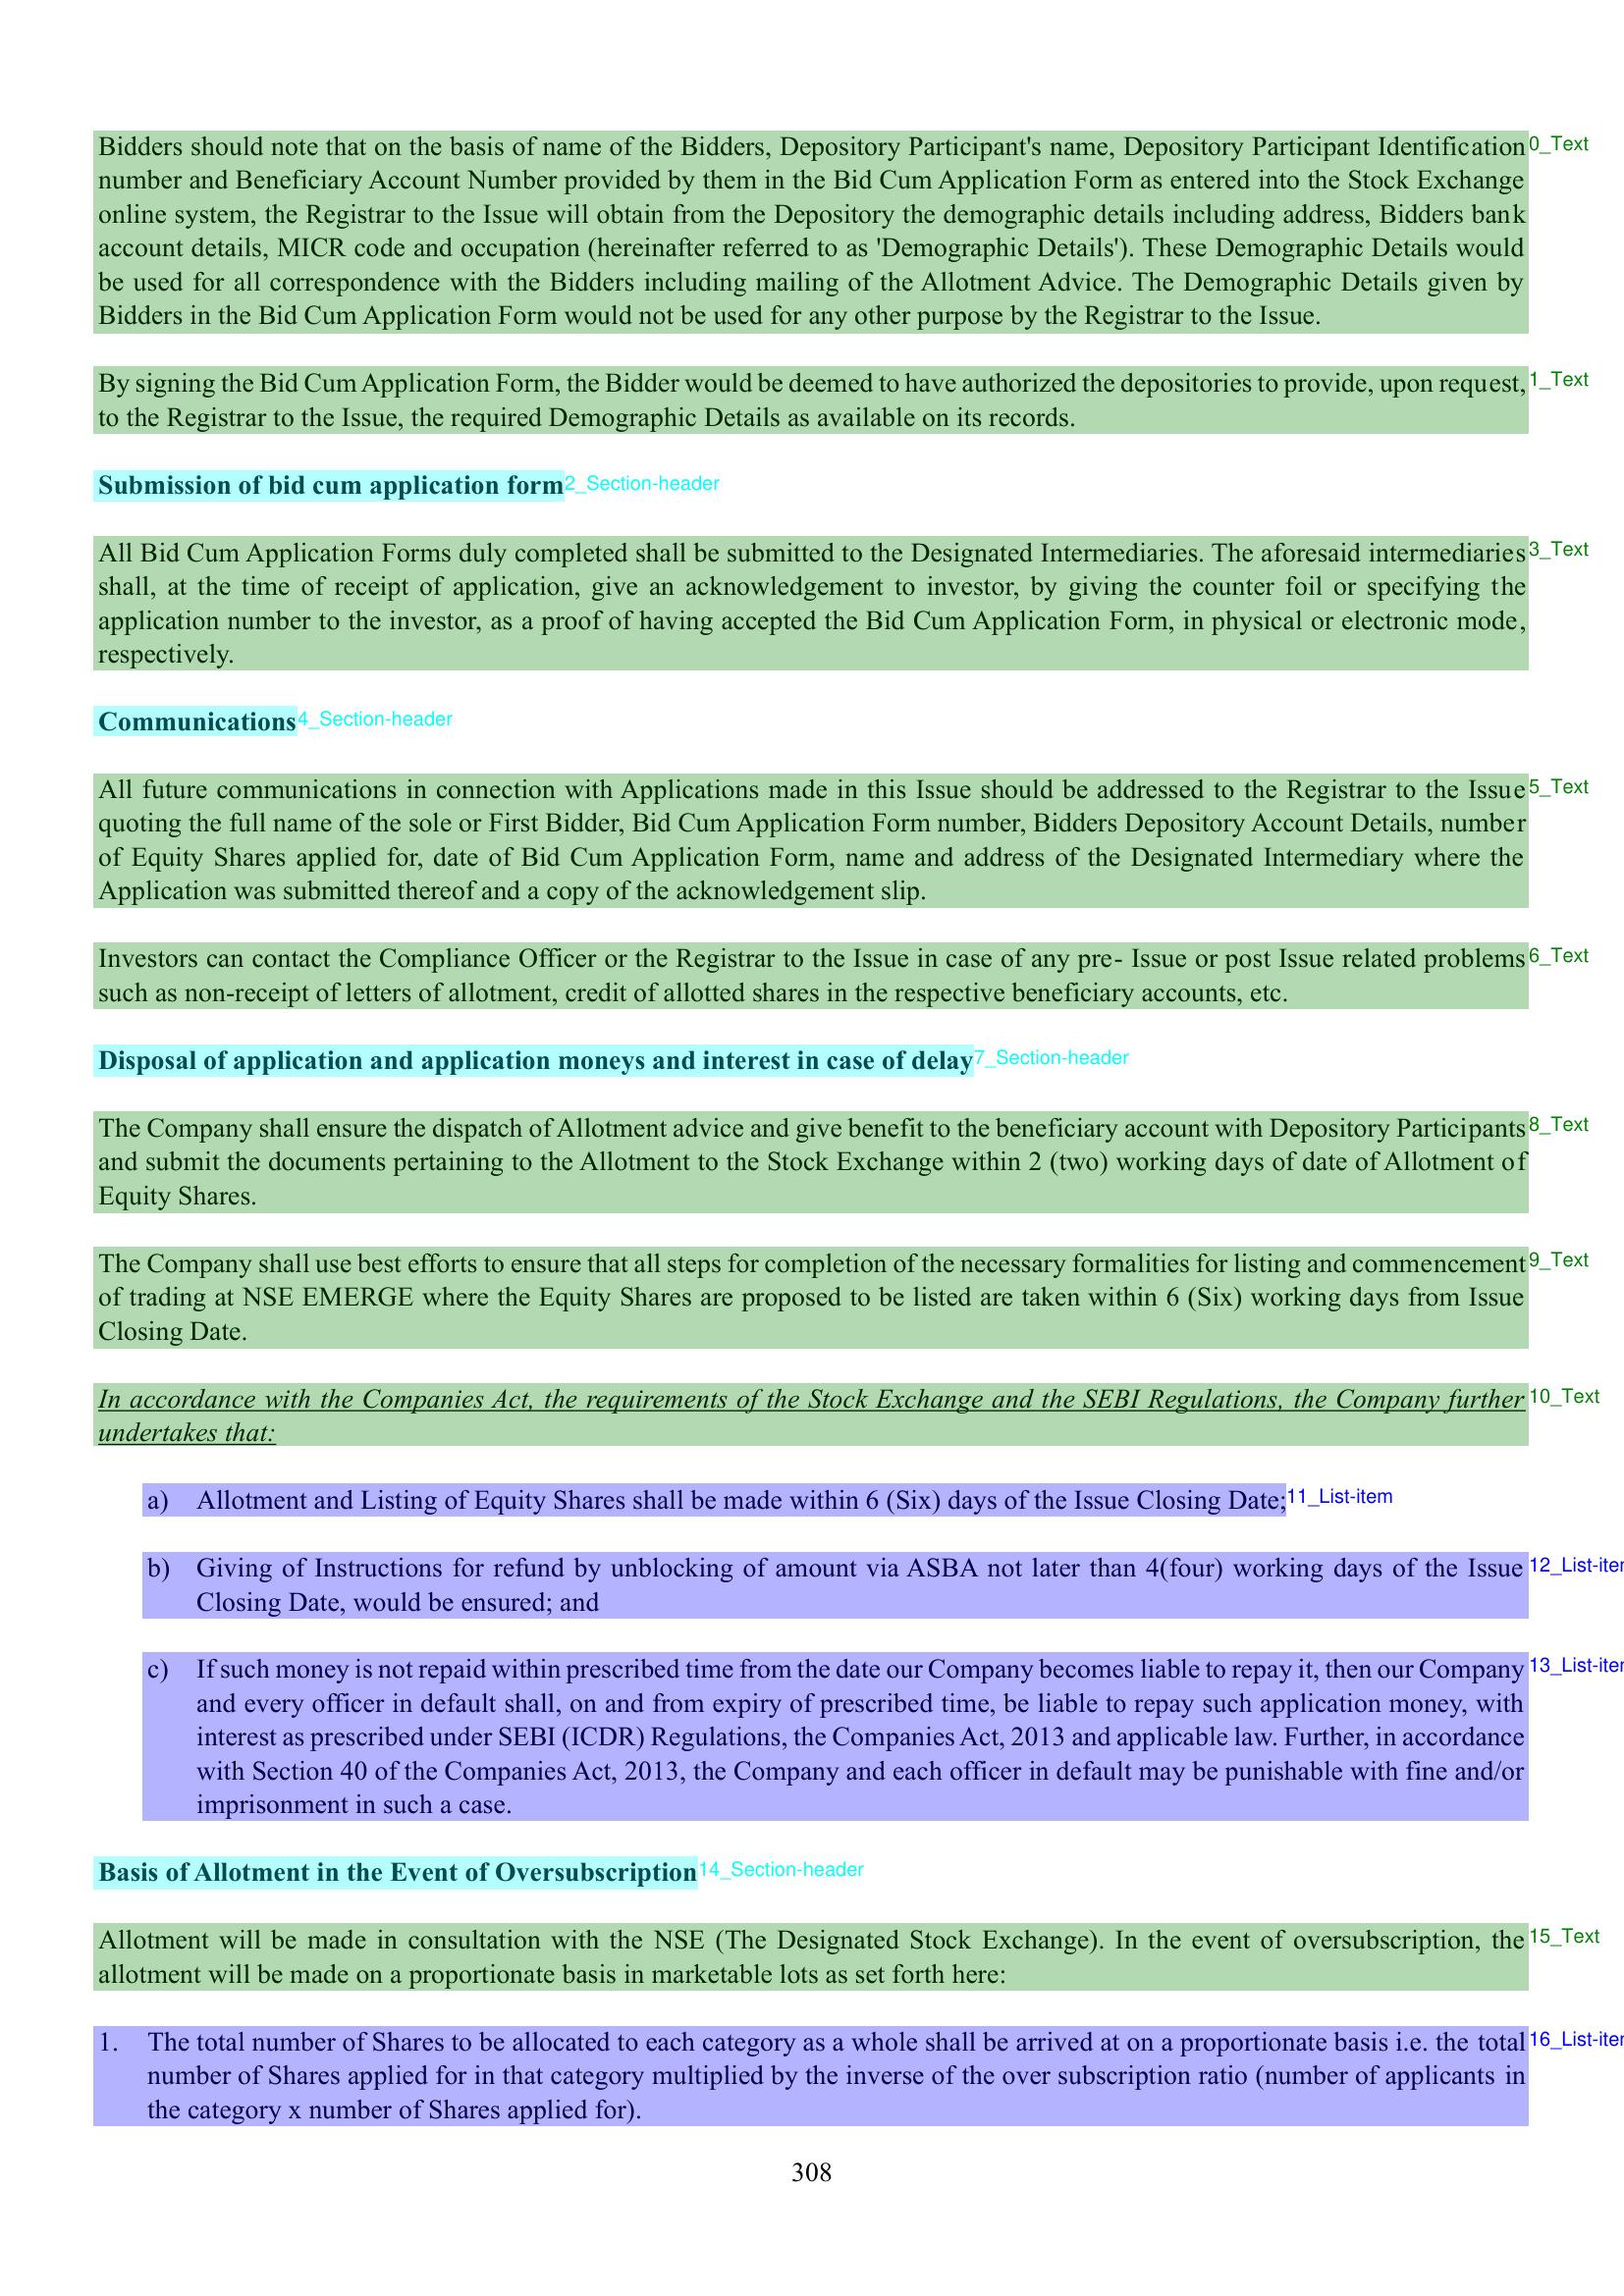 Bidders should note that on the basis of name of the Bidders, Depository Participant's name, Depository Participant Identification 0_Text
number and Beneficiary Account Number provided by them in the Bid Cum Application Form as entered into the Stock Exchange
online system, the Registrar to the Issue will obtain from the Depository the demographic details including address, Bidders bank
account details, MICR code and occupation (hereinafter referred to as 'Demographic Details'). These Demographic Details would
be used for all correspondence with the Bidders including mailing of the Allotment Advice. The Demographic Details given by
Bidders in the Bid Cum Application Form would not be used for any other purpose by the Registrar to the Issue.
By signing the Bid Cum Application Form, the Bidder would be deemed to have authorized the depositories to provide, upon request, 1_Text
to the Registrar to the Issue, the required Demographic Details as available on its records.
Submission of bid cum application form 2_Section-header
All Bid Cum Application Forms duly completed shall be submitted to the Designated Intermediaries. The aforesaid intermediaries 3_Text
shall, at the time of receipt of application, give an acknowledgement to investor, by giving the counter foil or specifying the
application number to the investor, as a proof of having accepted the Bid Cum Application Form, in physical or electronic mode,
respectively.
Communications 4_Section-header
All future communications in connection with Applications made in this Issue should be addressed to the Registrar to the Issue 5_Text
quoting the full name of the sole or First Bidder, Bid Cum Application Form number, Bidders Depository Account Details, number
of Equity Shares applied for, date of Bid Cum Application Form, name and address of the Designated Intermediary where the
Application was submitted thereof and a copy of the acknowledgement slip.
Investors can contact the Compliance Officer or the Registrar to the Issue in case of any pre- Issue or post Issue related problems 6_Text
such as non-receipt of letters of allotment, credit of allotted shares in the respective beneficiary accounts, etc.
Disposal of application and application moneys and interest in case of delay 7_Section-header
The Company shall ensure the dispatch of Allotment advice and give benefit to the beneficiary account with Depository Participants 8_Text
and submit the documents pertaining to the Allotment to the Stock Exchange within 2 (two) working days of date of Allotment of
Equity Shares.
The Company shall use best efforts to ensure that all steps for completion of the necessary formalities for listing and commencement 9_Text
of trading at NSE EMERGE where the Equity Shares are proposed to be listed are taken within 6 (Six) working days from Issue
Closing Date.
In accordance with the Companies Act, the requirements of the Stock Exchange and the SEBI Regulations, the Company further 10_Text
undertakes that:
a) Allotment and Listing of Equity Shares shall be made within 6 (Six) days of the Issue Closing Date; 11_List-item
b) Giving of Instructions for refund by unblocking of amount via ASBA not later than 4(four) working days of the Issue 12_List-iter
Closing Date, would be ensured; and
c) If such money is not repaid within prescribed time from the date our Company becomes liable to repay it, then our Company 13_List-iter
and every officer in default shall, on and from expiry of prescribed time, be liable to repay such application money, with
interest as prescribed under SEBI (ICDR) Regulations, the Companies Act, 2013 and applicable law. Further, in accordance
with Section 40 of the Companies Act, 2013, the Company and each officer in default may be punishable with fine and/or
imprisonment in such a case.
Basis of Allotment in the Event of Oversubscription 14_Section-header
Allotment will be made in consultation with the NSE (The Designated Stock Exchange). In the event of oversubscription, the 15_Text
allotment will be made on a proportionate basis in marketable lots as set forth here:
1. The total number of Shares to be allocated to each category as a whole shall be arrived at on a proportionate basis i.e. the total 16_List-iter
number of Shares applied for in that category multiplied by the inverse of the over subscription ratio (number of applicants in
the category x number of Shares applied for).
308